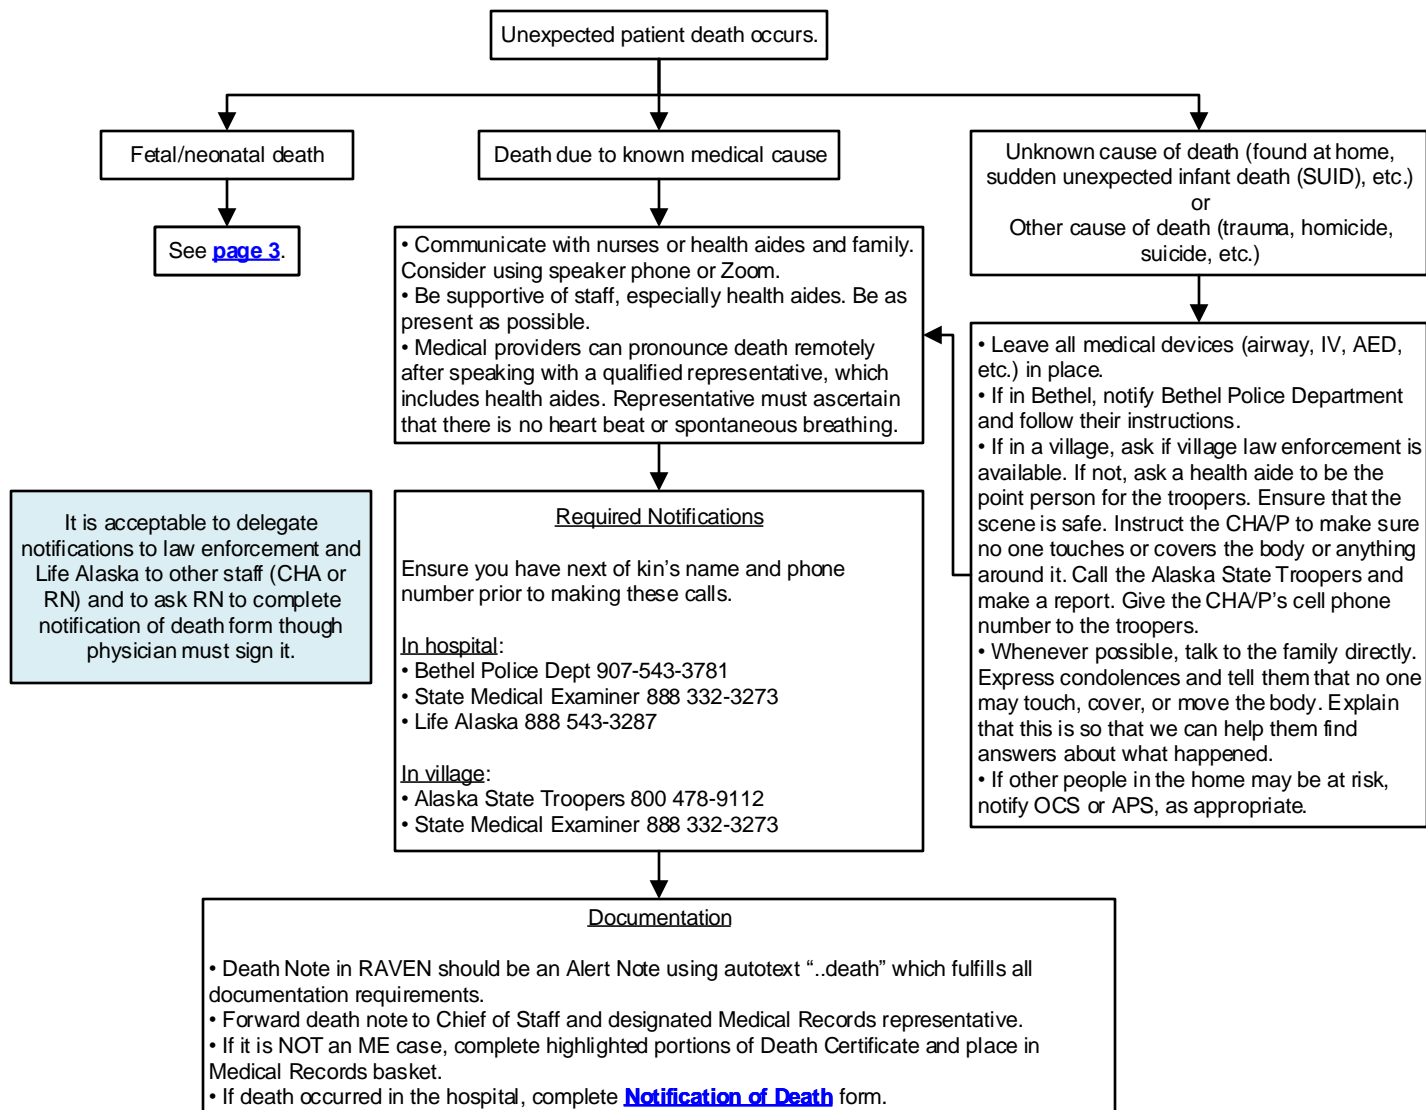 Unexpected patient death occurs.
Fetal/neonatal death
See page 3.
Death due to known medical cause
• Communicate with nurses or health aides and family.
Consider using speaker phone or Zoom.
• Be supportive of staff, especially health aides. Be as
present as possible.
• Medical providers can pronounce death remotely
after speaking with a qualified representative, which
includes health aides. Representative must ascertain
that there is no heart beat or spontaneous breathing.
Unknown cause of death (found at home,
sudden unexpected infant death (SUID), etc.)
or
Other cause of death (trauma, homicide,
suicide, etc.)
• Leave all medical devices (airway, IV, AED,
etc.) in place.
• If in Bethel, notify Bethel Police Department
and follow their instructions.
• If in a village, ask if village law enforcement is
available. If not, ask a health aide to be the
point person for the troopers. Ensure that the
scene is safe. Instruct the CHA/P to make sure
no one touches or covers the body or anything
around it. Call the Alaska State Troopers and
make a report. Give the CHA/P's cell phone
number to the troopers.
• Whenever possible, talk to the family directly.
Express condolences and tell them that no one
may touch, cover, or move the body. Explain
that this is so that we can help them find
answers about what happened.
• If other people in the home may be at risk,
notify OCS or APS, as appropriate.
It is acceptable to delegate
notifications to law enforcement and
Life Alaska to other staff (CHA or
RN) and to ask RN to complete
notification of death form though
physician must sign it.
Required Notifications
Ensure you have next of kin's name and phone
number prior to making these calls.
In hospital:
• Bethel Police Dept 907-543-3781
• State Medical Examiner 888 332-3273
• Life Alaska 888 543-3287
In village:
• Alaska State Troopers 800 478-9112
• State Medical Examiner 888 332-3273
Documentation
• Death Note in RAVEN should be an Alert Note using autotext "..death" which fulfills all
documentation requirements.
• Forward death note to Chief of Staff and designated Medical Records representative.
• If it is NOT an ME case, complete highlighted portions of Death Certificate and place in
Medical Records basket.
• If death occurred in the hospital, complete Notification of Death form.